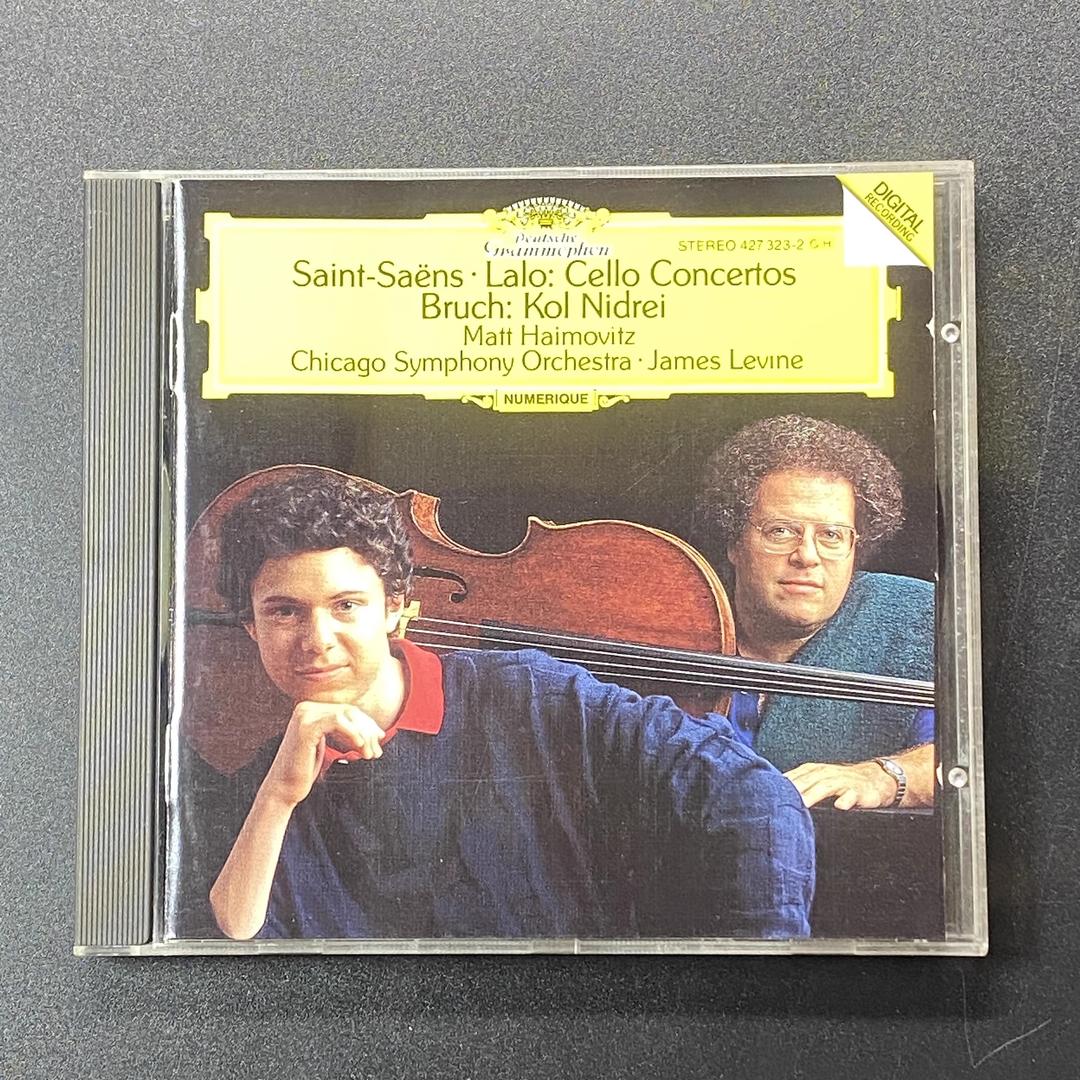 DIGITAL
RECORDING
Deutsche
Grammophon
STEREO 427 323-2 GH
Saint-Saëns · Lalo: Cello Concertos
Bruch: Kol Nidrei
Matt Haimovitz
Chicago Symphony Orchestra · James Levine
NUMERIQUE